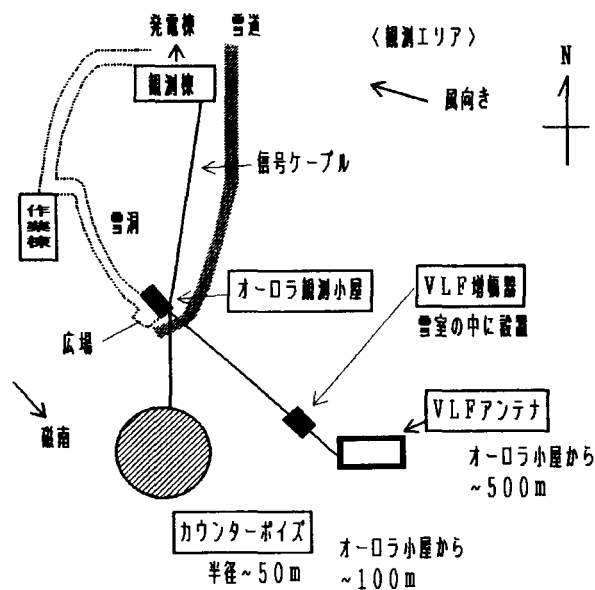 発電棟
雪道
〈観測エリア〉
N
観測棟
風向き
信号ケーブル
作業棟
雪洞
オーロラ観測小屋
VLF増幅器
雪室の中に設置
広場
磁南
VLFアンテナ
オーロラ小屋から
~500m
カウンターポイズ
半径~50m
オーロラ小屋から
~100m